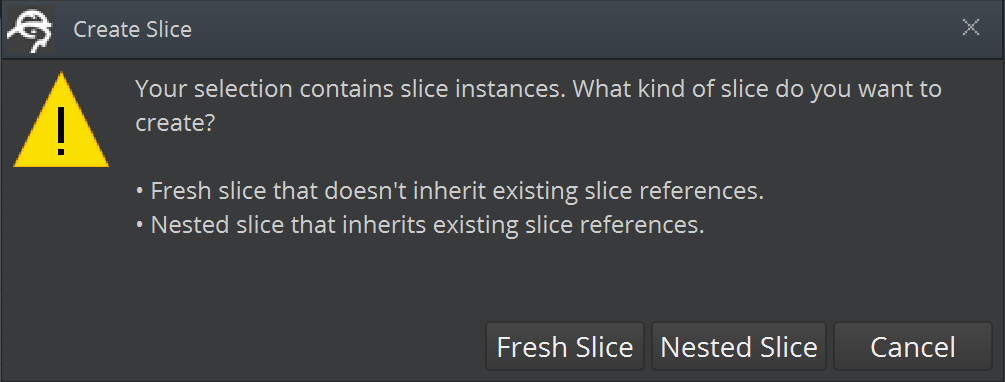 Create Slice
Your selection contains slice instances. What kind of slice do you want to
create?
• Fresh slice that doesn't inherit existing slice references.
• Nested slice that inherits existing slice references.
Fresh Slice Nested Slice Cancel